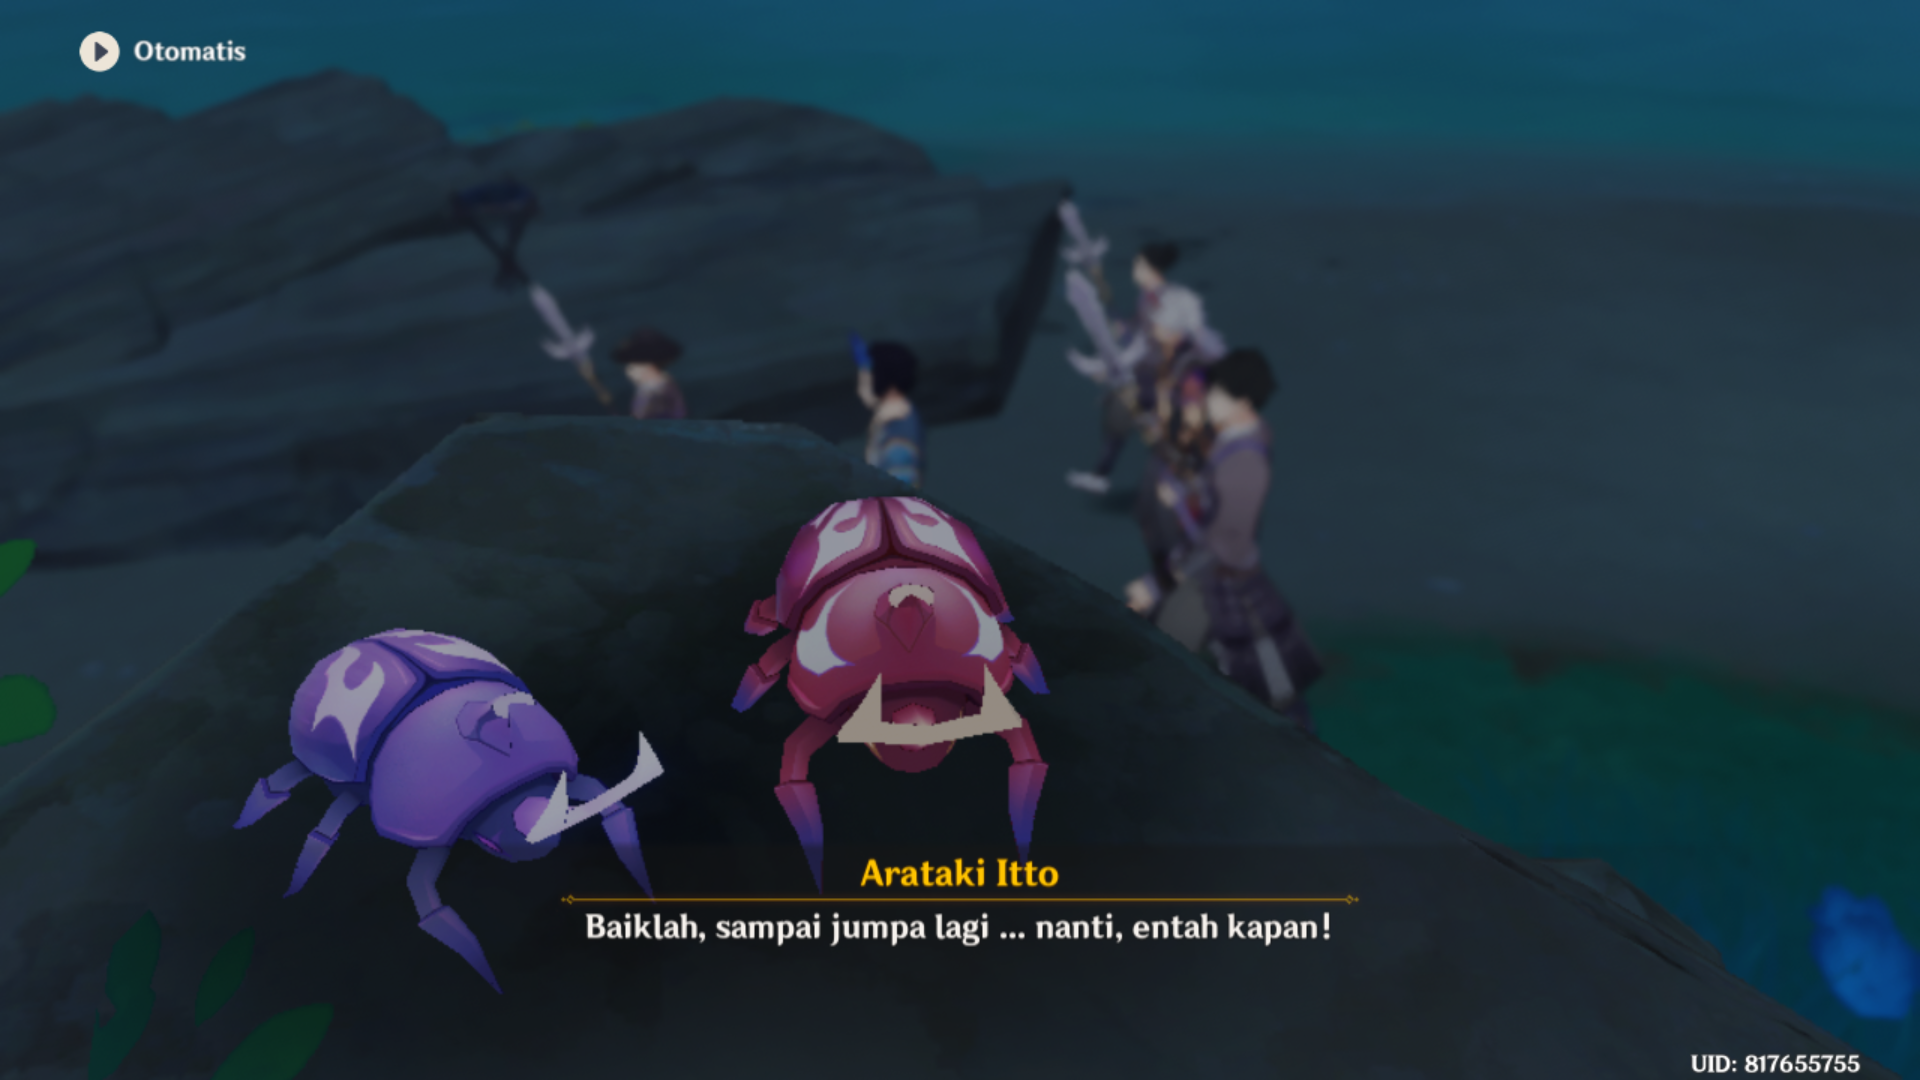 Otomatis
Arataki Itto
Baiklah, sampai jumpa lagi ... nanti, entah kapan!
UID: 817655755